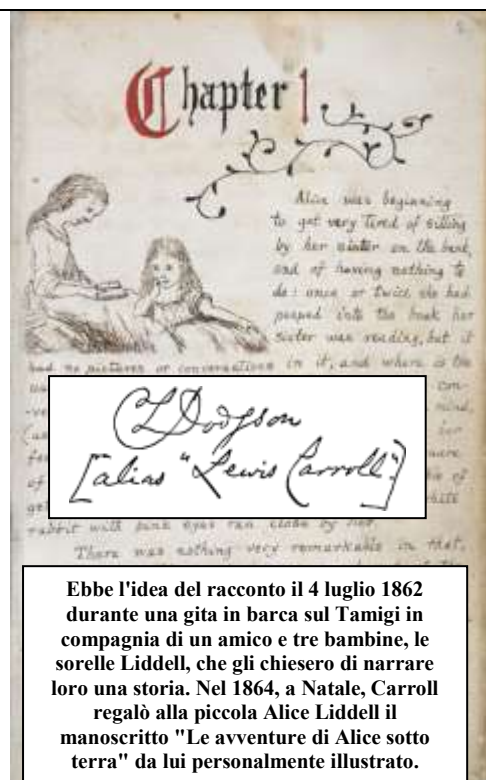 Chapter 1
Alice was beginning
to get very tired of sitting
by her sister on the bank,
and of having nothing to
do: once or twice she had
peeped into the book her
sister was reading, but it
had no pictures or conversations in it, and where is the
con-
mind,
her
of
white
CLDodgson
[alias "Lewis Carroll"]
rabbit with pink eyes ran close by her.
There was nothing very remarkable in that,
Ebbe l'idea del racconto il 4 luglio 1862
durante una gita in barca sul Tamigi in
compagnia di un amico e tre bambine, le
sorelle Liddell, che gli chiesero di narrare
loro una storia. Nel 1864, a Natale, Carroll
regalò alla piccola Alice Liddell il
manoscritto "Le avventure di Alice sotto
terra" da lui personalmente illustrato.